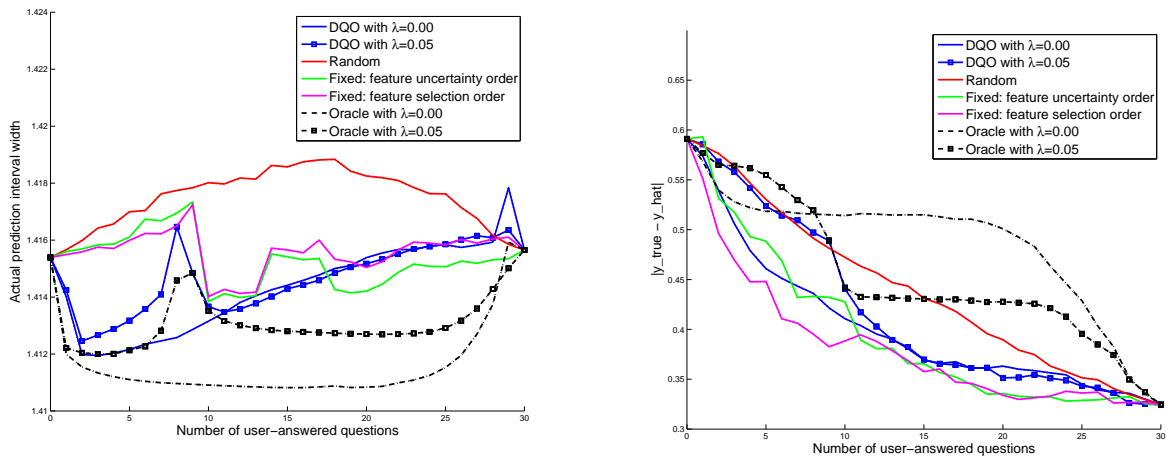 1.424
1.422
1.42
1.418
1.416
1.414
1.412
1.41
Actual prediction interval width
0 5 10 15 20 25 30
Number of user−answered questions
DQO with λ=0.00
DQO with λ=0.05
Random
Fixed: feature uncertainty order
Fixed: feature selection order
Oracle with λ=0.00
Oracle with λ=0.05
0.65
0.6
0.55
0.5
0.45
0.4
0.35
0.3
|y_true − y_hat|
0 5 10 15 20 25 30
Number of user−answered questions
DQO with λ=0.00
DQO with λ=0.05
Random
Fixed: feature uncertainty order
Fixed: feature selection order
Oracle with λ=0.00
Oracle with λ=0.05